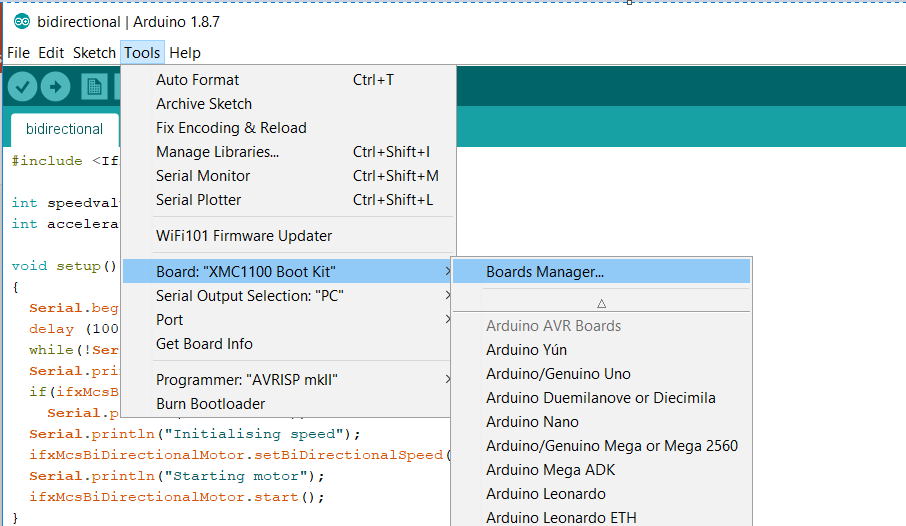 bidirectional | Arduino 1.8.7
File Edit Sketch Tools Help
Auto Format Ctrl+T
Archive Sketch
Fix Encoding & Reload
Manage Libraries... Ctrl+Shift+I
Serial Monitor Ctrl+Shift+M
Serial Plotter Ctrl+Shift+L
WiFi101 Firmware Updater
Board: "XMC1100 Boot Kit"
Serial Output Selection: "PC"
Port
Get Board Info
Programmer: "AVRISP mkII"
Burn Bootloader
Boards Manager...
Arduino AVR Boards
Arduino Yún
Arduino/Genuino Uno
Arduino Duemilanove or Diecimila
Arduino Nano
Arduino/Genuino Mega or Mega 2560
Arduino Mega ADK
Arduino Leonardo
Arduino Leonardo ETH
bidirectional
#include <If
int speedval
int accelera
void setup()
{
Serial.beg
delay (100
while(!Ser
Serial.pri
if(ifxMcsB
Serial.p
Serial.println("Initialising speed");
ifxMcsBiDirectionalMotor.setBiDirectionalSpeed(
Serial.println("Starting motor");
ifxMcsBiDirectionalMotor.start();
}